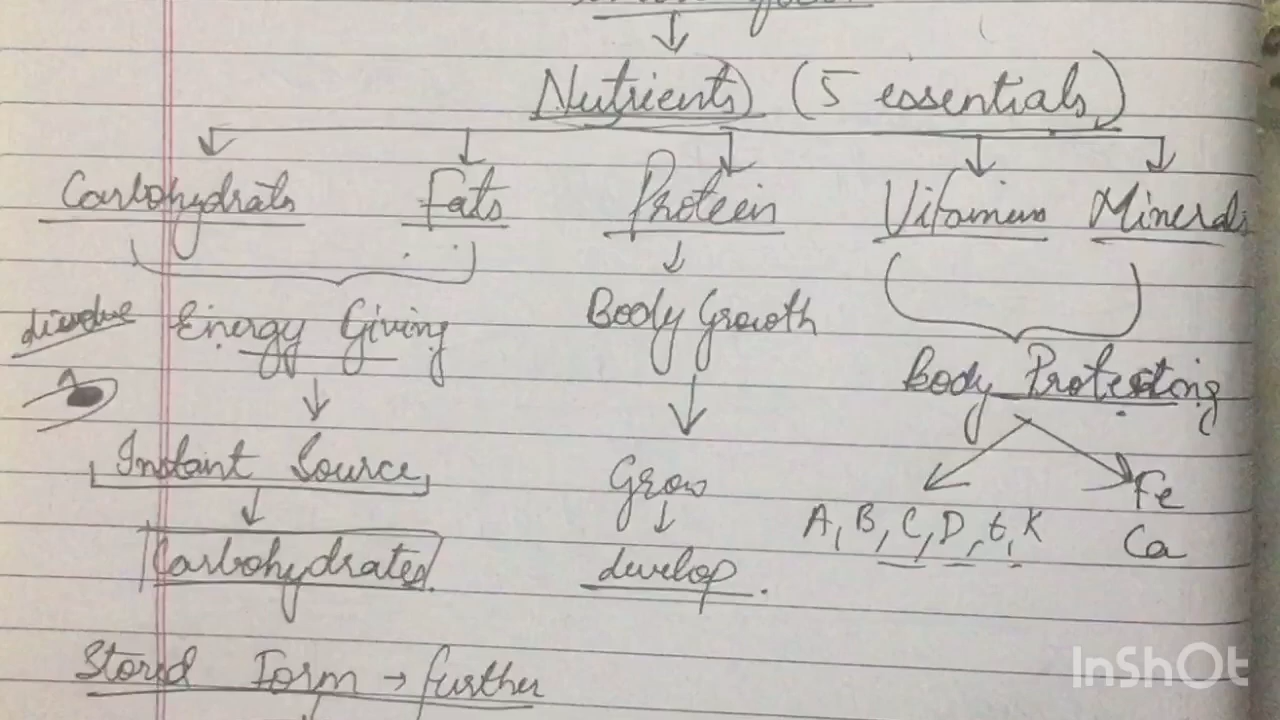 Nutrients (5 essentials)
Carbohydrats Fats Protein Vitamins Minerals
Energy Giving Body Growth
Body Protecting
Instant Source Grow Fe
A, B, C, D, E, K Ca
Carbohydrates develop.
Stored Form → further
InShOt